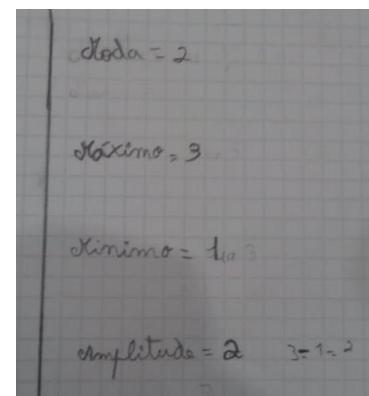 Moda = 2
Máximo = 3
Minimo = 1
Amplitude = 2 3-1=2